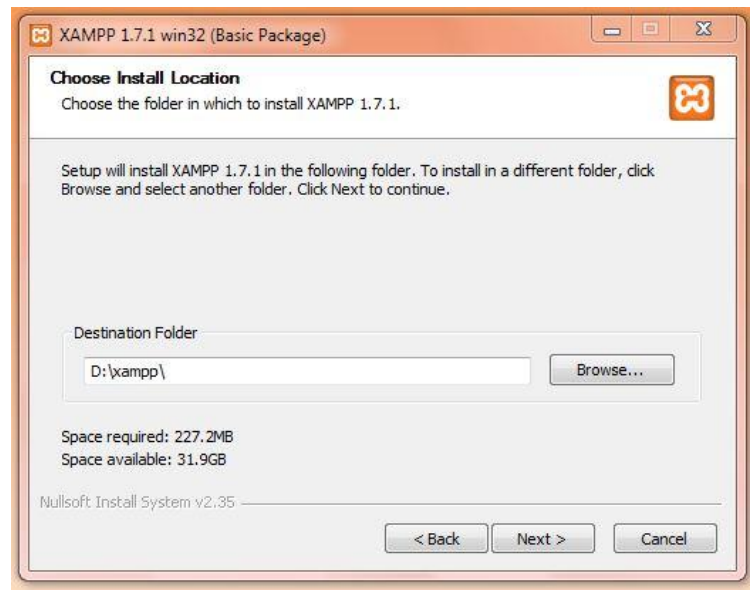 XAMPP 1.7.1 win32 (Basic Package)
Choose Install Location
Choose the folder in which to install XAMPP 1.7.1.
Setup will install XAMPP 1.7.1 in the following folder. To install in a different folder, click
Browse and select another folder. Click Next to continue.
Destination Folder
D:\xampp\
Browse...
Space required: 227.2MB
Space available: 31.9GB
Nullsoft Install System v2.35
< Back
Next >
Cancel